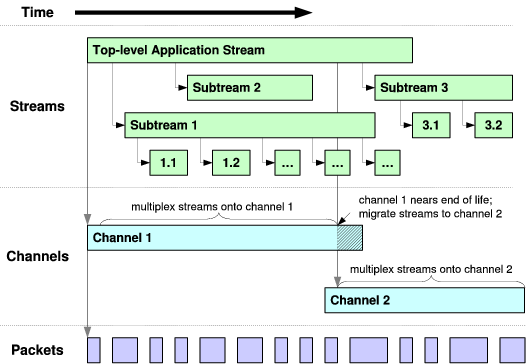 Time
Top-level Application Stream
Streams
Subtream 2
Subtream 3
Subtream 1
3.1
3.2
1.1
1.2
...
...
...
channel 1 nears end of life;
migrate streams to channel 2
multiplex streams onto channel 1
Channels
Channel 1
multiplex streams onto channel 2
Channel 2
Packets